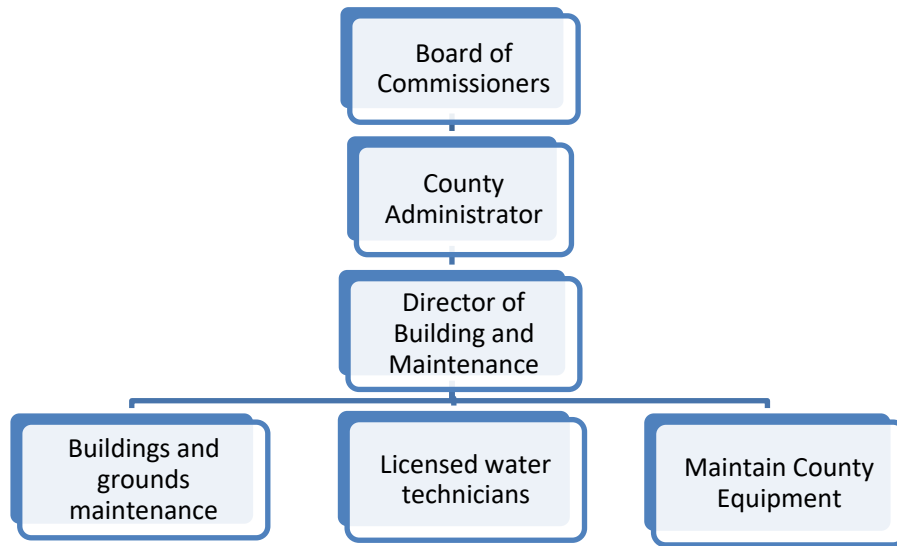 Board of
Commissioners
County
Administrator
Director of
Building and
Maintenance
Buildings and
grounds
maintenance
Licensed water
technicians
Maintain County
Equipment